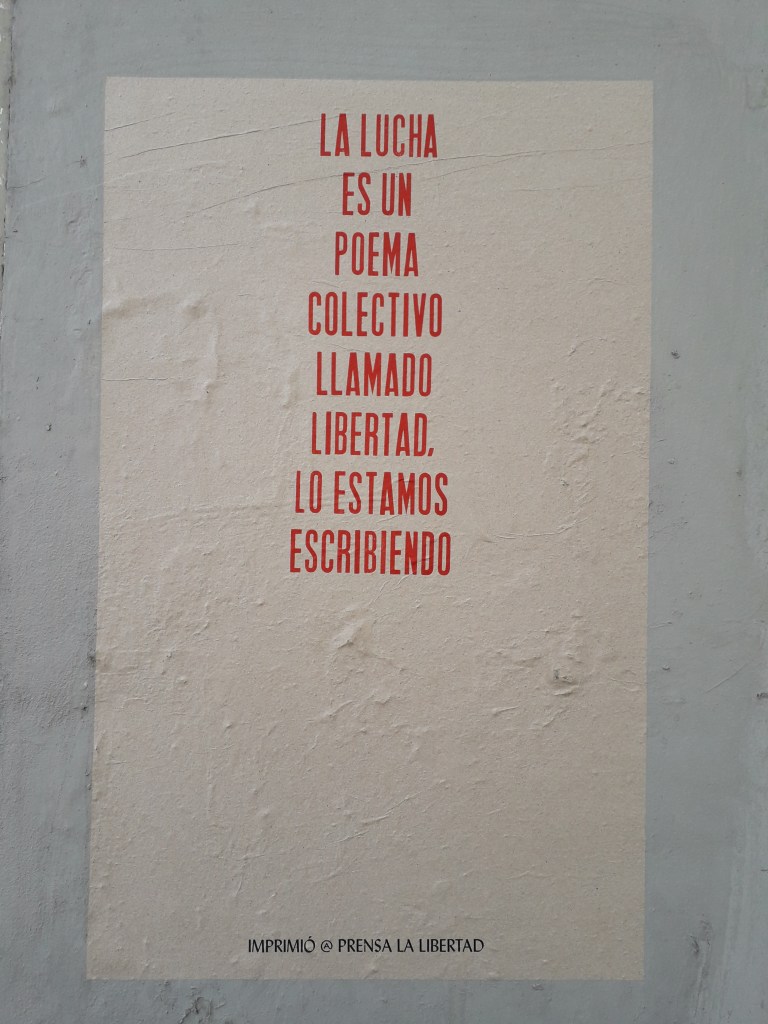 LA LUCHA
ES UN
POEMA
COLECTIVO
LLAMADO
LIBERTAD,
LO ESTAMOS
ESCRIBIENDO
IMPRIMIÓ Ⓐ PRENSA LA LIBERTAD